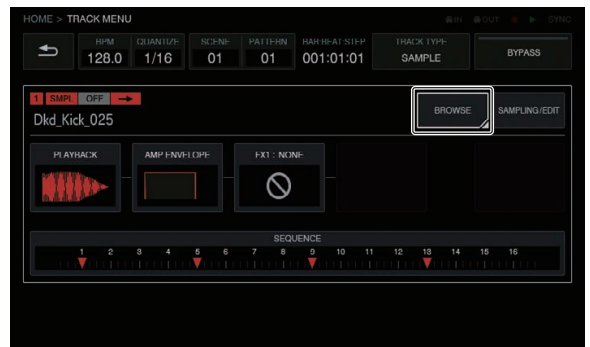 HOME > TRACK MENU
IN OUT SYNC
BPM QUANTIZE SCENE PATTERN BAR:BEAT:STEP TRACK TYPE
128.0 1/16 01 01 001:01:01 SAMPLE BYPASS
1 SMPL OFF
Dkd_Kick_025
BROWSE SAMPLING/EDIT
PLAYBACK AMP ENVELOPE FX1 : NONE
SEQUENCE
1 2 3 4 5 6 7 8 9 10 11 12 13 14 15 16